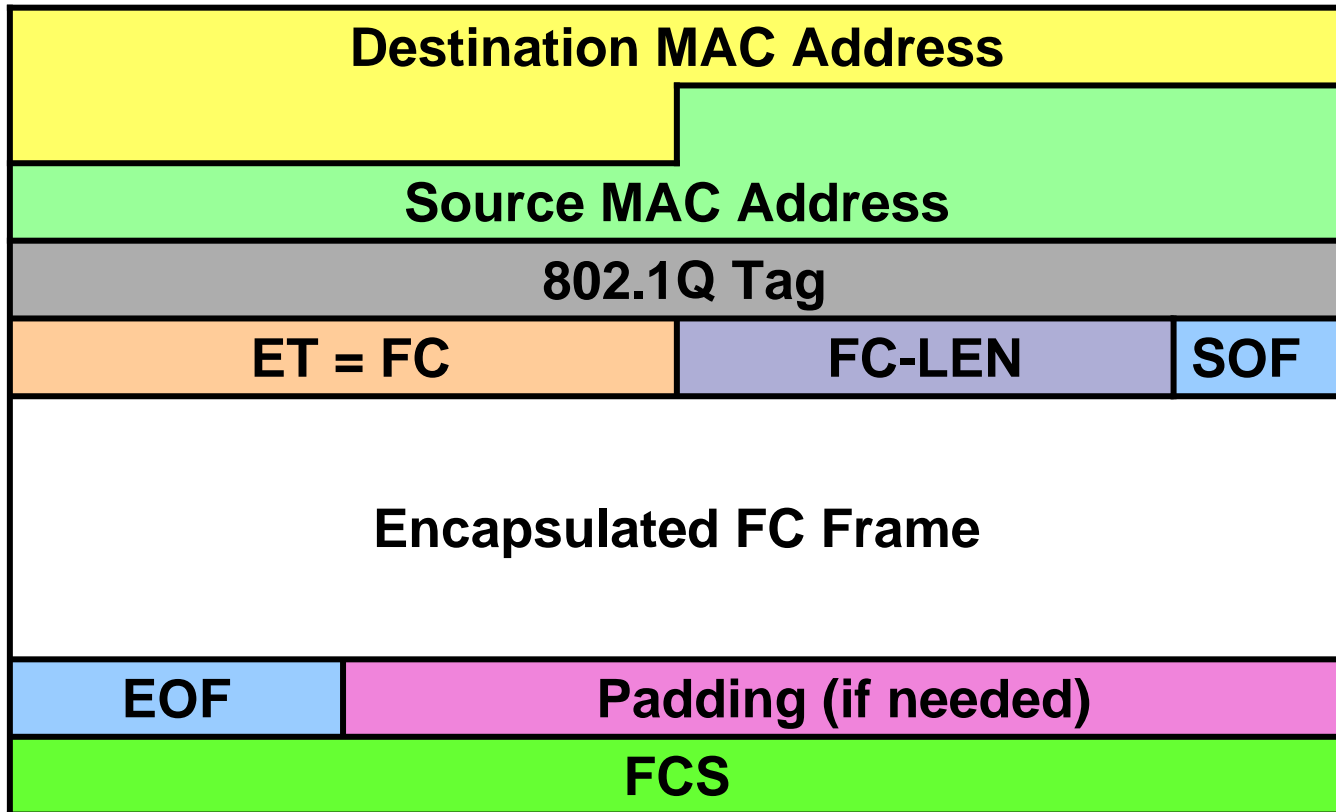 Destination MAC Address
Source MAC Address
802.1Q Tag
ET = FC
FC-LEN
SOF
Encapsulated FC Frame
EOF
Padding (if needed)
FCS